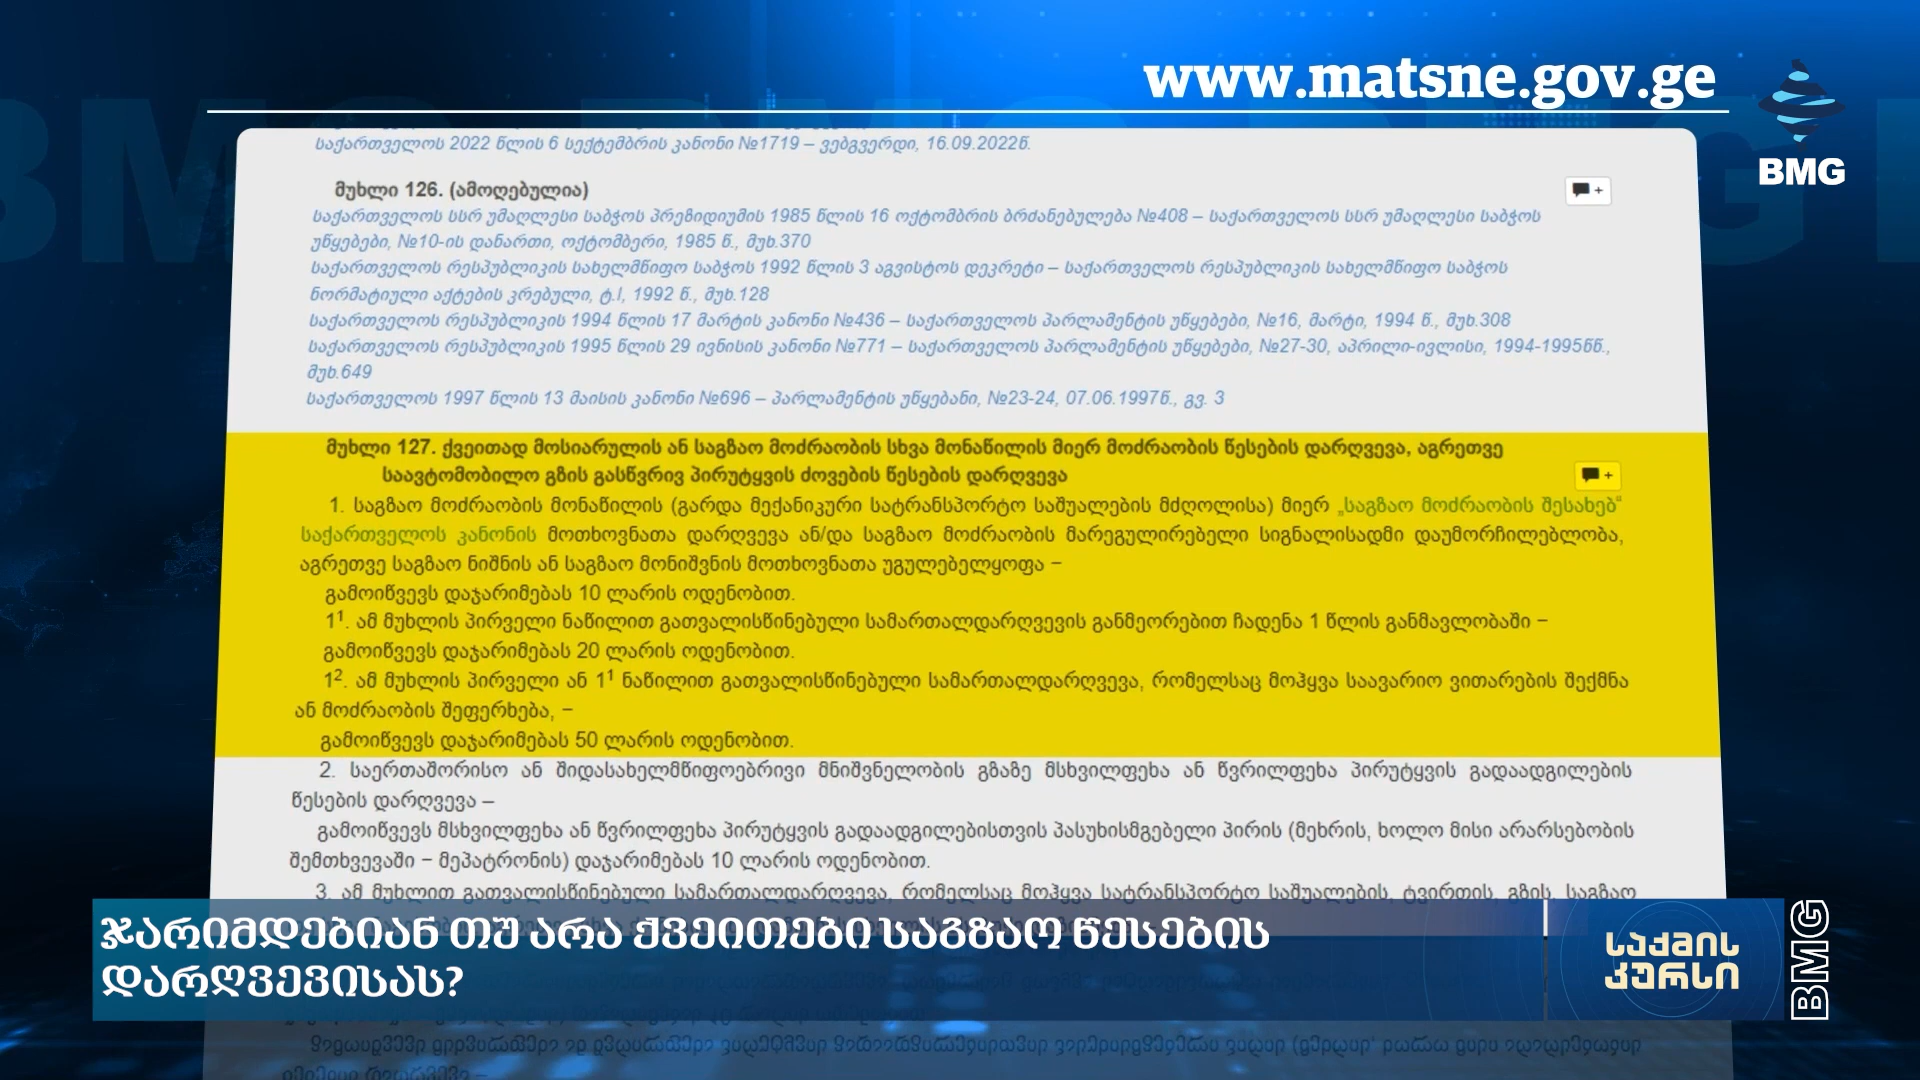 www.matsne.gov.ge
BMG
საქართველოს 2022 წლის 6 სექტემბრის კანონი №1719 – ვებგვერდი, 16.09.2022წ.
მუხლი 126. (ამოღებულია)
საქართველოს სსრ უმაღლესი საბჭოს პრეზიდიუმის 1985 წლის 16 ოქტომბრის ბრძანებულება №408 – საქართველოს სსრ უმაღლესი საბჭოს
უწყებები, №10-ის დანართი, ოქტომბერი, 1985 წ., მუხ.370
საქართველოს რესპუბლიკის სახელმწიფო საბჭოს 1992 წლის 3 აგვისტოს დეკრეტი – საქართველოს რესპუბლიკის სახელმწიფო საბჭოს
ნორმატიული აქტების კრებული, ტ.I, 1992 წ., მუხ.128
საქართველოს რესპუბლიკის 1994 წლის 17 მარტის კანონი №436 – საქართველოს პარლამენტის უწყებები, №16, მარტი, 1994 წ., მუხ.308
საქართველოს რესპუბლიკის 1995 წლის 29 ივნისის კანონი №771 – საქართველოს პარლამენტის უწყებები, №27-30, აპრილი-ივლისი, 1994-1995წწ.,
მუხ.649
საქართველოს 1997 წლის 13 მაისის კანონი №696 – პარლამენტის უწყებანი, №23-24, 07.06.1997წ., გვ. 3
მუხლი 127. ქვეითად მოსიარულის ან საგზაო მოძრაობის სხვა მონაწილის მიერ მოძრაობის წესების დარღვევა, აგრეთვე
საავტომობილო გზის გასწვრივ პირუტყვის ძოვების წესების დარღვევა
1. საგზაო მოძრაობის მონაწილის (გარდა მექანიკური სატრანსპორტო საშუალების მძღოლისა) მიერ „საგზაო მოძრაობის შესახებ“
საქართველოს კანონის მოთხოვნათა დარღვევა ან/და საგზაო მოძრაობის მარეგულირებელი სიგნალისადმი დაუმორჩილებლობა,
აგრეთვე საგზაო ნიშნის ან საგზაო მონიშვნის მოთხოვნათა უგულებელყოფა –
გამოიწვევს დაჯარიმებას 10 ლარის ოდენობით.
1¹. ამ მუხლის პირველი ნაწილით გათვალისწინებული სამართალდარღვევის განმეორებით ჩადენა 1 წლის განმავლობაში –
გამოიწვევს დაჯარიმებას 20 ლარის ოდენობით.
1². ამ მუხლის პირველი ან 1¹ ნაწილით გათვალისწინებული სამართალდარღვევა, რომელსაც მოჰყვა საავარიო ვითარების შექმნა
ან მოძრაობის შეფერხება, –
გამოიწვევს დაჯარიმებას 50 ლარის ოდენობით.
2. საერთაშორისო ან შიდასახელმწიფოებრივი მნიშვნელობის გზაზე მსხვილფეხა ან წვრილფეხა პირუტყვის გადაადგილების
წესების დარღვევა –
გამოიწვევს მსხვილფეხა ან წვრილფეხა პირუტყვის გადაადგილებისთვის პასუხისმგებელი პირის (მეხრის, ხოლო მისი არარსებობის
შემთხვევაში – მეპატრონის) დაჯარიმებას 10 ლარის ოდენობით.
3. ამ მუხლით გათვალისწინებული სამართალდარღვევა, რომელსაც მოჰყვა სატრანსპორტო საშუალების, ტვირთის, გზის, საგზაო
ჯარიმდებიან თუ არა ქვეითები საგზაო წესების
დარღვევისას?
საქმის
კურსი
BMG